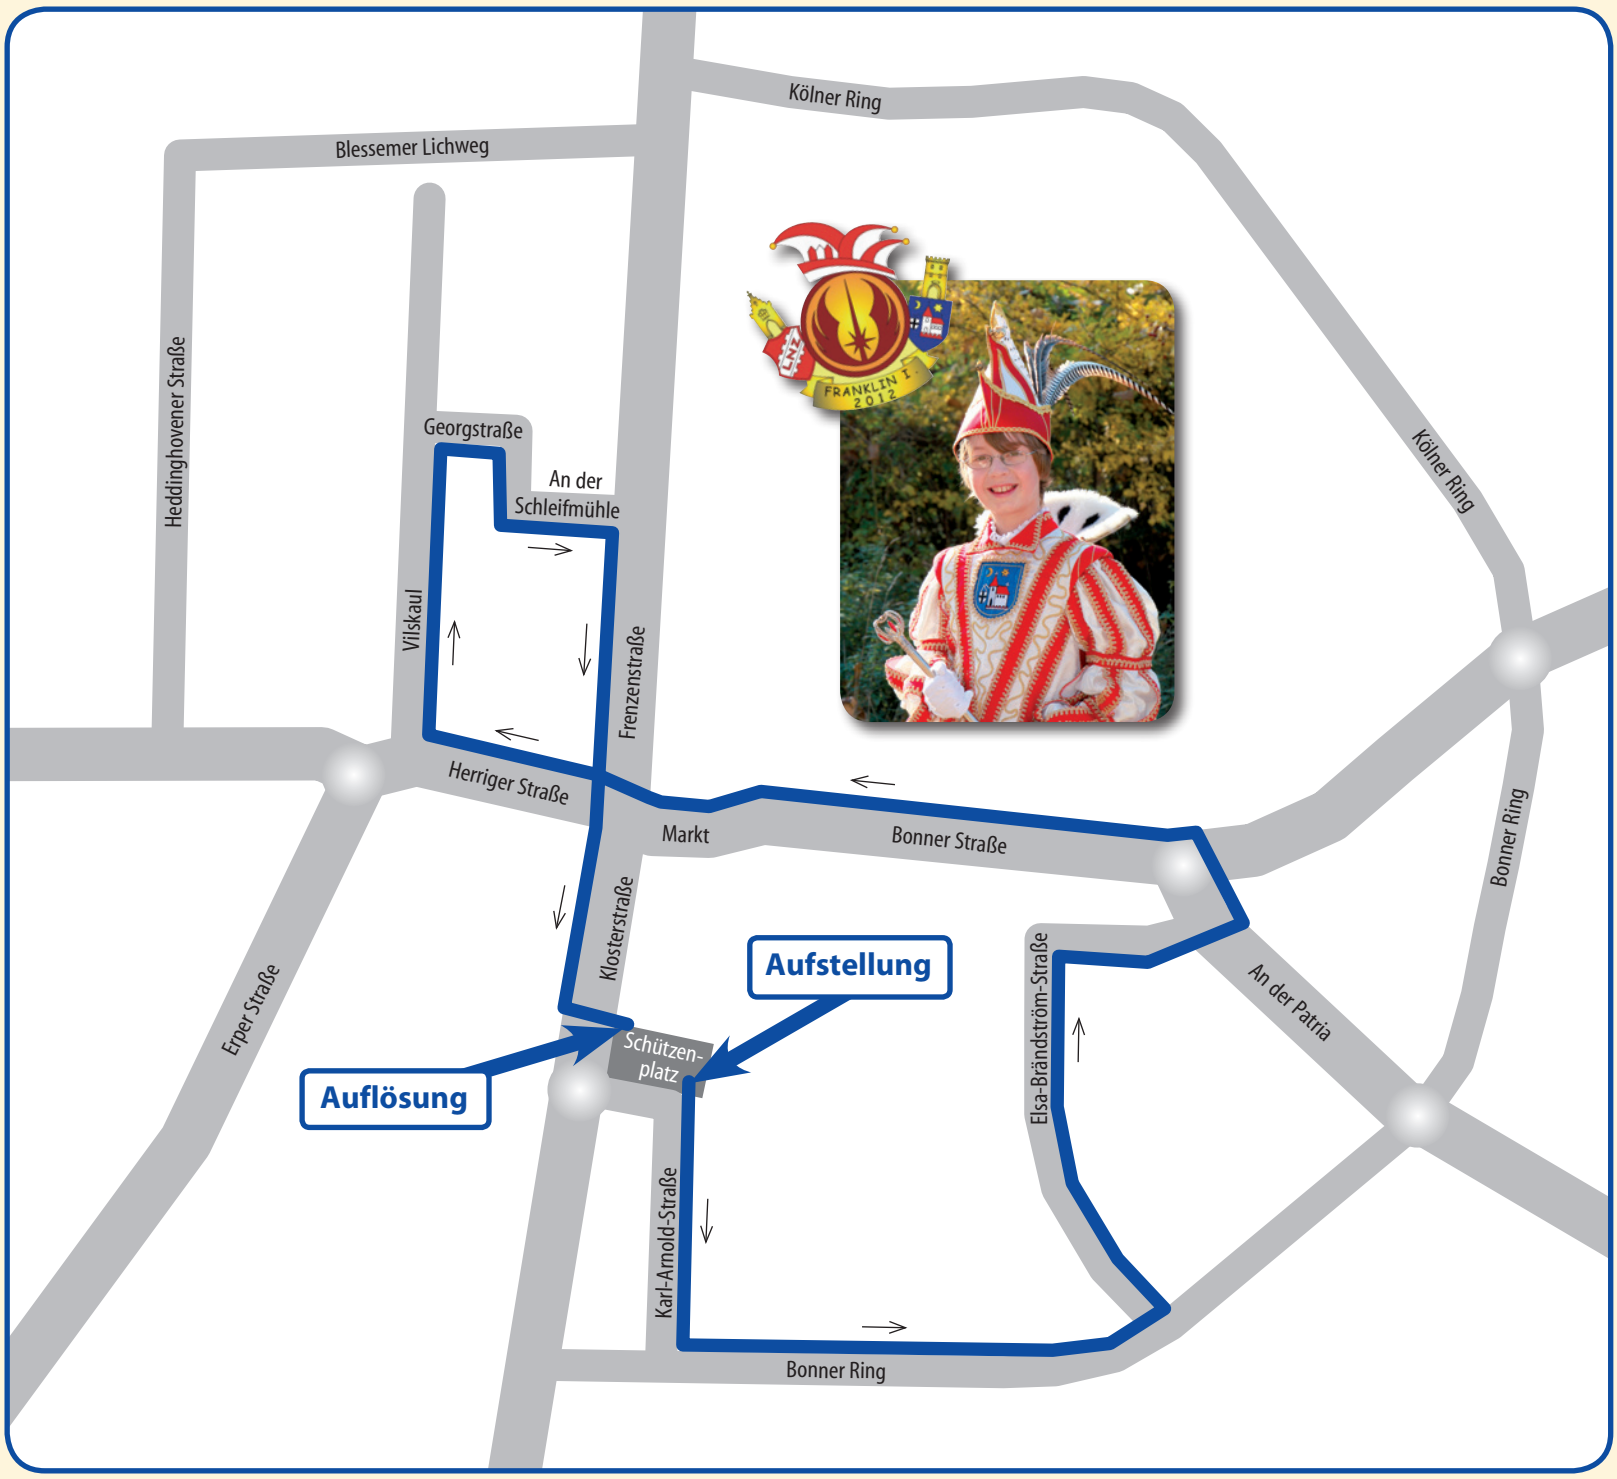 Kölner Ring
Blessemer Lichweg
Heddinghovener Straße
FRANKLIN I.
2012
LNZ
Georgstraße
An der
Schleifmühle
Kölner Ring
Vilskaul
Frenzenstraße
Herriger Straße
Markt
Bonner Straße
Bonner Ring
Klosterstraße
Aufstellung
Elsa-Brändström-Straße
An der Patria
Erper Straße
Schützen-
platz
Auflösung
Karl-Arnold-Straße
Bonner Ring